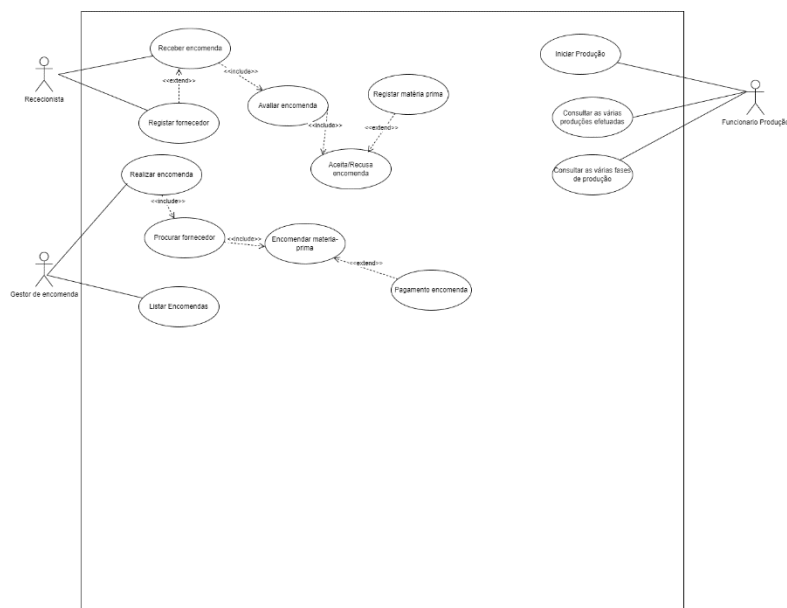 Receber encomenda
Iniciar Produção
<<include>>
<<extend>>
Rececionista
Registar matéria prima
Avaliar encomenda
Funcionario Produção
Registar fornecedor
Consultar as várias
produções efetuadas
<<include>>
<<extend>>
Aceita/Recusa
encomenda
Consultar as várias fases
de produção
Realizar encomenda
<<include>>
Procurar fornecedor
<<include>>
Encomendar materia-
prima
<<extend>>
Pagamento encomenda
Gestor de encomenda
Listar Encomendas